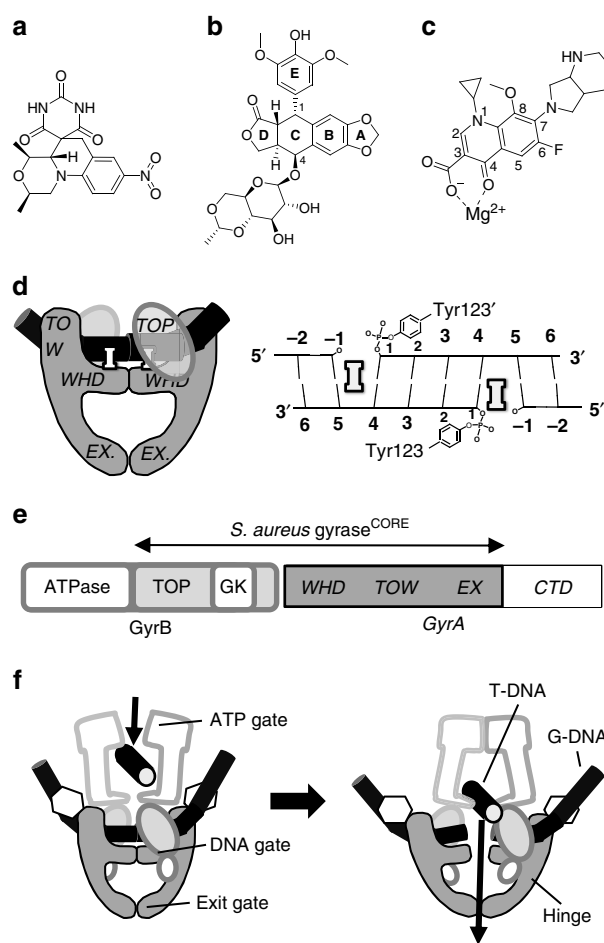 a
b
c
O
HN
NH
O
O
H
O
N
N⁺
O
O⁻
OH
O
O
E
O
H
1
D
C
B
A
O
O
O
H
4
O
O
O
O
OH
OH
HN
O
N
N
1
8
7
2
3
4
5
6
F
O
O⁻
O
Mg²⁺
d
TO
W
TOP
I
I
WHD
WHD
EX.
EX.
Tyr123′
–2
–1
1
2
3
4
5
6
5′
3′
I
I
3′
5′
6
5
4
3
2
1
–1
–2
Tyr123
e
S. aureus gyraseCORE
ATPase
TOP
GK
WHD
TOW
EX
CTD
GyrB
GyrA
f
T-DNA
ATP gate
G-DNA
DNA gate
Exit gate
Hinge